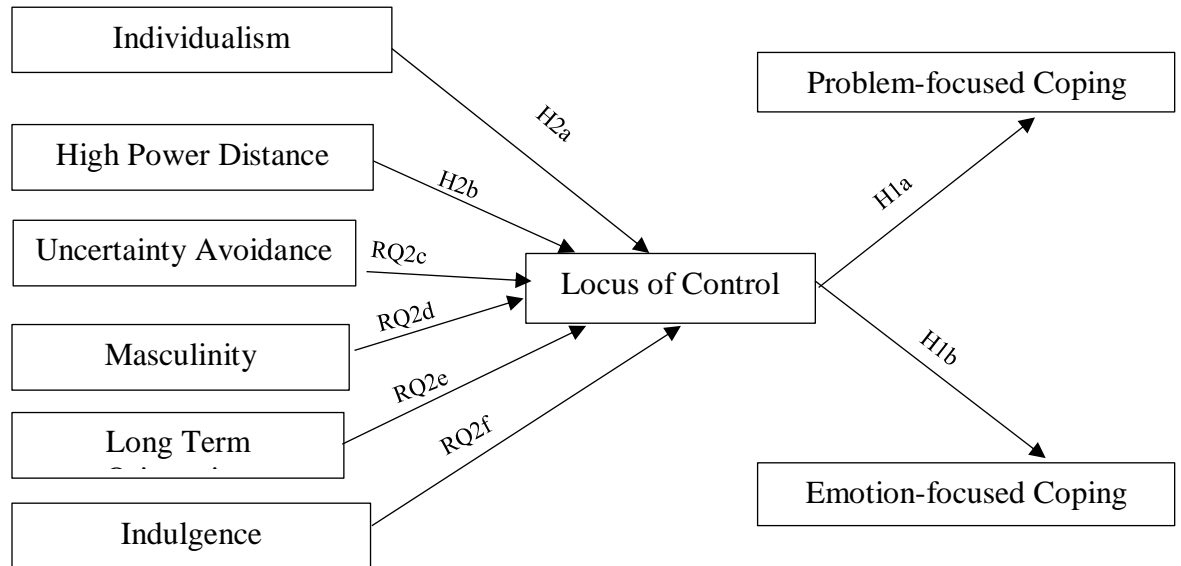 Individualism
High Power Distance
Uncertainty Avoidance
Masculinity
Long Term
Indulgence
H2a
H2b
RQ2c
RQ2d
RQ2e
RQ2f
Locus of Control
H1a
H1b
Problem-focused Coping
Emotion-focused Coping